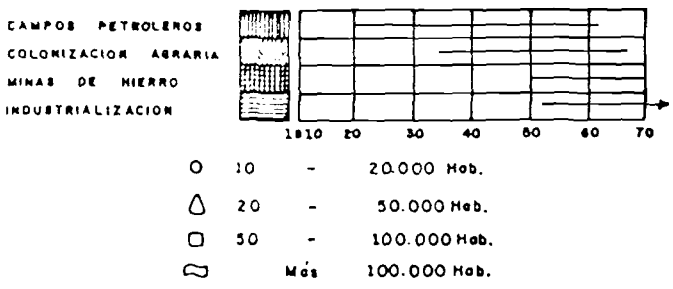 CAMPOS PETROLEROS
COLONIZACION AGRARIA
MINAS DE HIERRO
INDUSTRIALIZACION
1910 20 30 40 50 60 70
10 - 20.000 Hab.
20 - 50.000 Hab.
50 - 100.000 Hab.
Más 100.000 Hab.